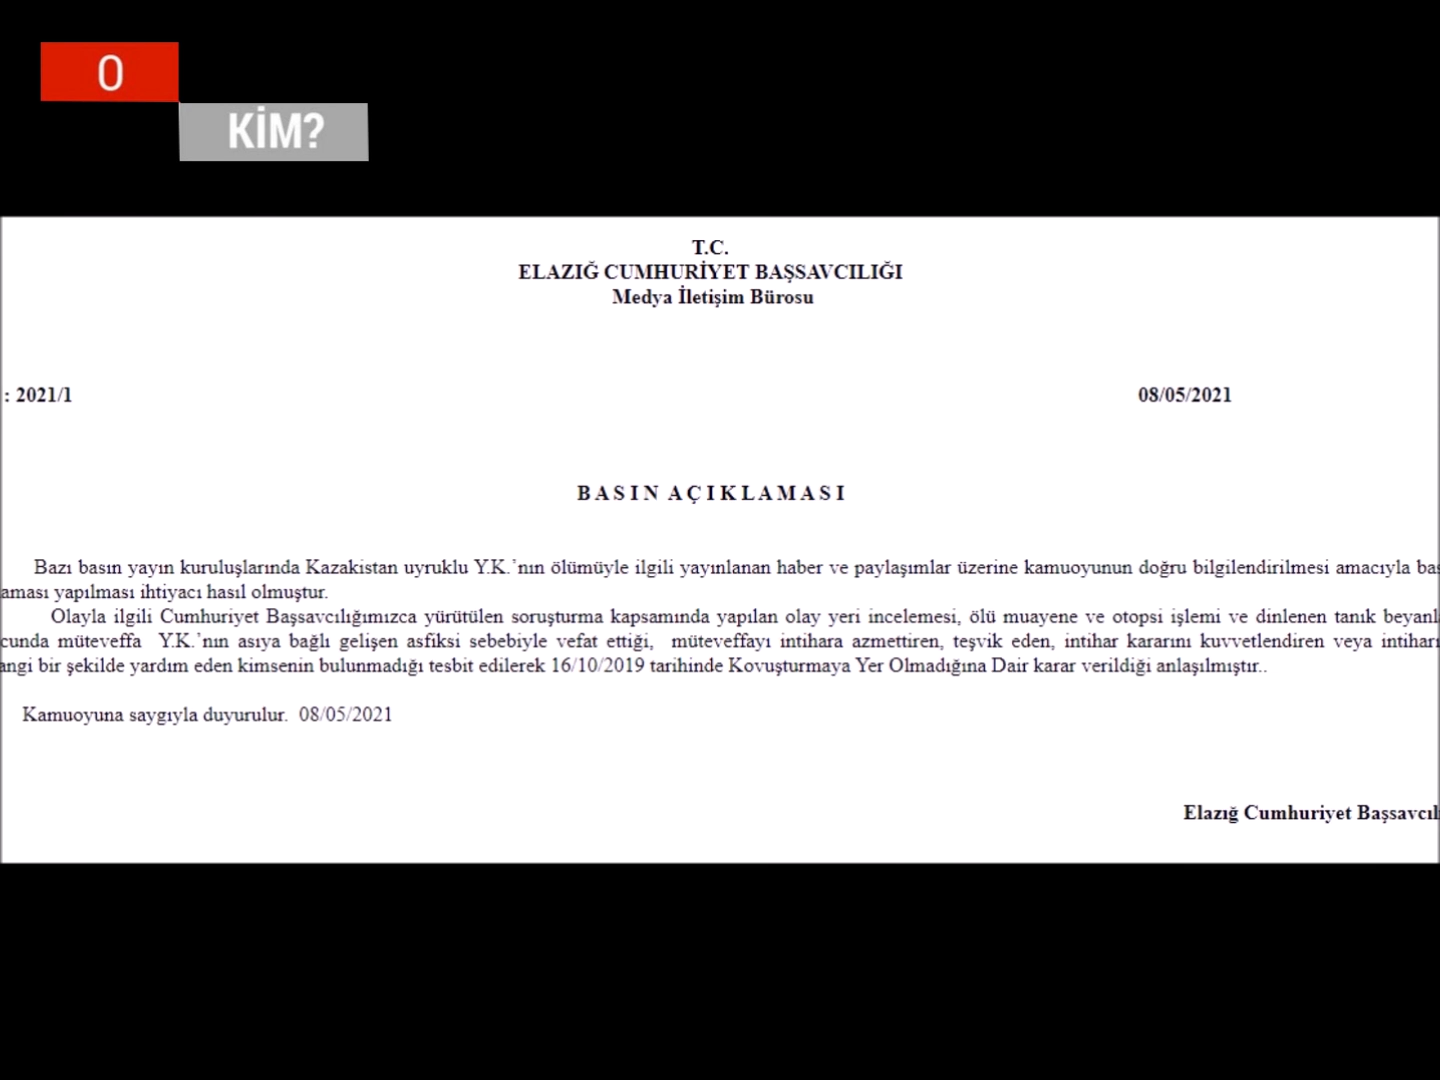 O
KİM?
T.C.
ELAZIĞ CUMHURİYET BAŞSAVCILIĞI
Medya İletişim Bürosu
: 2021/1
08/05/2021
BASIN AÇIKLAMASI
Bazı basın yayın kuruluşlarında Kazakistan uyruklu Y.K.'nın ölümüyle ilgili yayınlanan haber ve paylaşımlar üzerine kamuoyunun doğru bilgilendirilmesi amacıyla bas
aması yapılması ihtiyacı hasıl olmuştur.
Olayla ilgili Cumhuriyet Başsavcılığımızca yürütülen soruşturma kapsamında yapılan olay yeri incelemesi, ölü muayene ve otopsi işlemi ve dinlenen tanık beyanl
cunda müteveffa Y.K.'nın asıya bağlı gelişen asfiksi sebebiyle vefat ettiği, müteveffayı intihara azmettiren, teşvik eden, intihar kararını kuvvetlendiren veya intihar
angi bir şekilde yardım eden kimsenin bulunmadığı tesbit edilerek 16/10/2019 tarihinde Kovuşturmaya Yer Olmadığına Dair karar verildiği anlaşılmıştır..
Kamuoyuna saygıyla duyurulur. 08/05/2021
Elazığ Cumhuriyet Başsavcıl